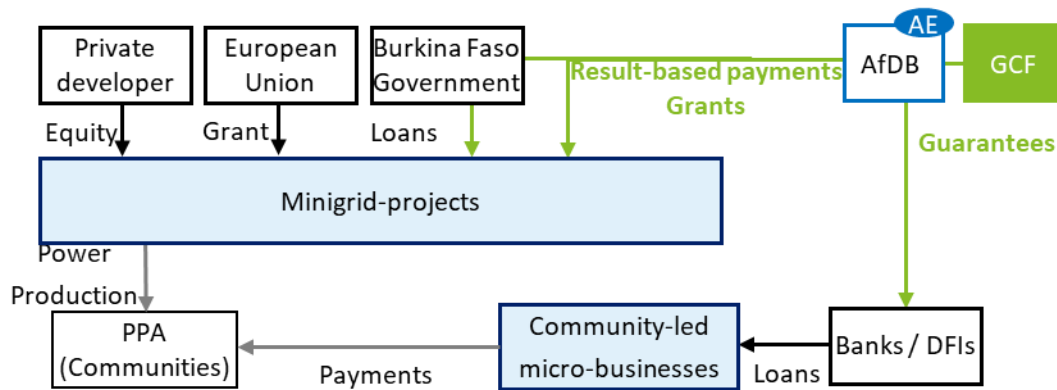 Private
developer
European
Union
Burkina Faso
Government
AE
AfDB
GCF
Result-based payments
Grants
Equity
Grant
Loans
Guarantees
Minigrid-projects
Power
Production
PPA
(Communities)
Payments
Community-led
micro-businesses
Loans
Banks / DFIs